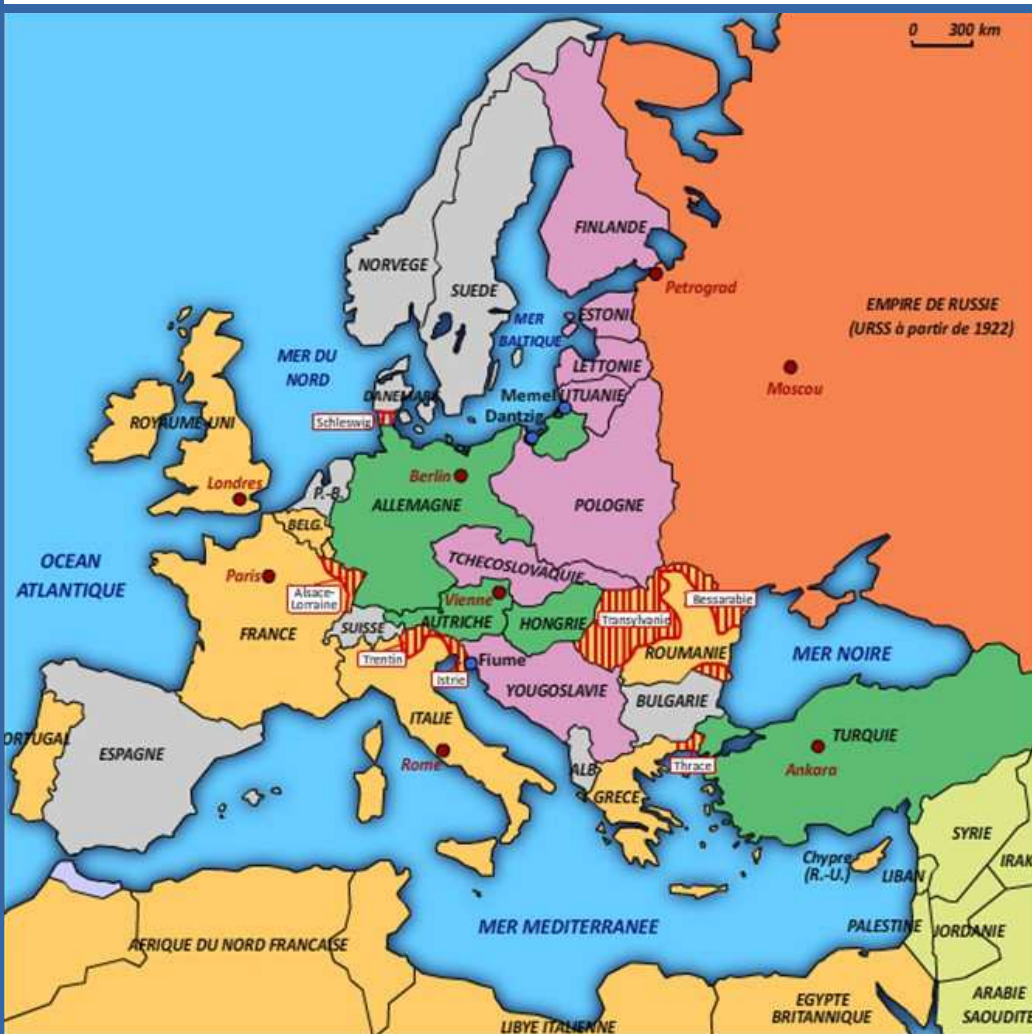 0 300 km
FINLANDE
NORVEGE
SUEDE
Petrograd
EMPIRE DE RUSSIE
(URSS à partir de 1922)
ESTONI
MER
BALTIQUE
MER DU
NORD
LETTONIE
Moscou
DANEMARK
Memel
LITUANIE
Dantzig
Schleswig
ROYAUME-UNI
Londres
Berlin
P.-B.
ALLEMAGNE
POLOGNE
BELG.
OCEAN
ATLANTIQUE
TCHECOSLOVAQUIE
Paris
Alsace-
Lorraine
Vienne
Bessarabie
FRANCE
SUISSE
AUTRICHE
HONGRIE
Transylvanie
Trentin
Fiume
ROUMANIE
MER NOIRE
Istrie
YOUGOSLAVIE
BULGARIE
ITALIE
PORTUGAL
ESPAGNE
TURQUIE
Rome
ALB
Thrace
Ankara
GRECE
SYRIE
Chypre
(R.-U.)
LIBAN
IRAK
MER MEDITERRANEE
PALESTINE
JORDANIE
AFRIQUE DU NORD FRANCAISE
EGYPTE
BRITANNIQUE
ARABIE
SAOUDITE
LIBYE ITALIENNE